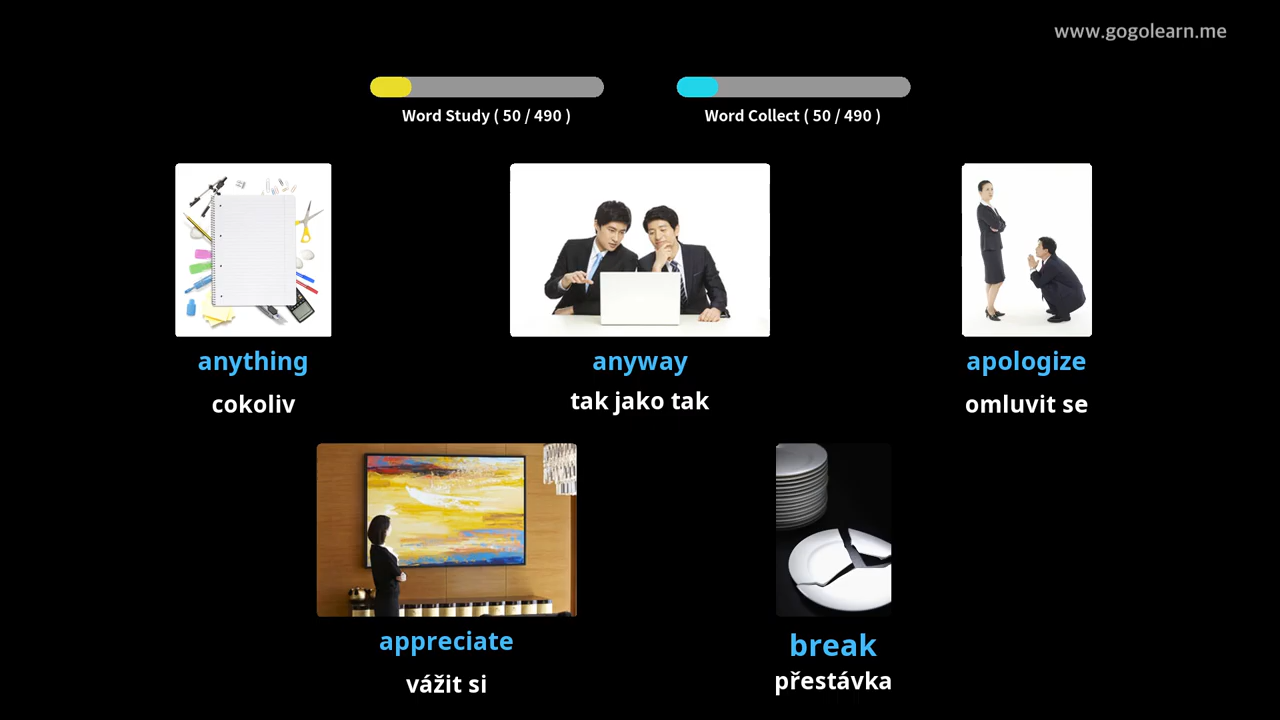 www.gogolearn.me
Word Study ( 50 / 490 )
Word Collect ( 50 / 490 )
anything
cokoliv
anyway
tak jako tak
apologize
omluvit se
appreciate
vážit si
break
přestávka